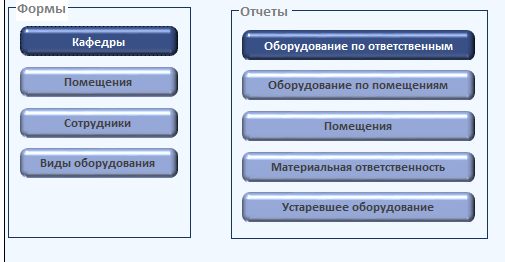 Формы
Кафедры
Помещения
Сотрудники
Виды оборудования
Отчеты
Оборудование по ответственным
Оборудование по помещениям
Помещения
Материальная ответственность
Устаревшее оборудование